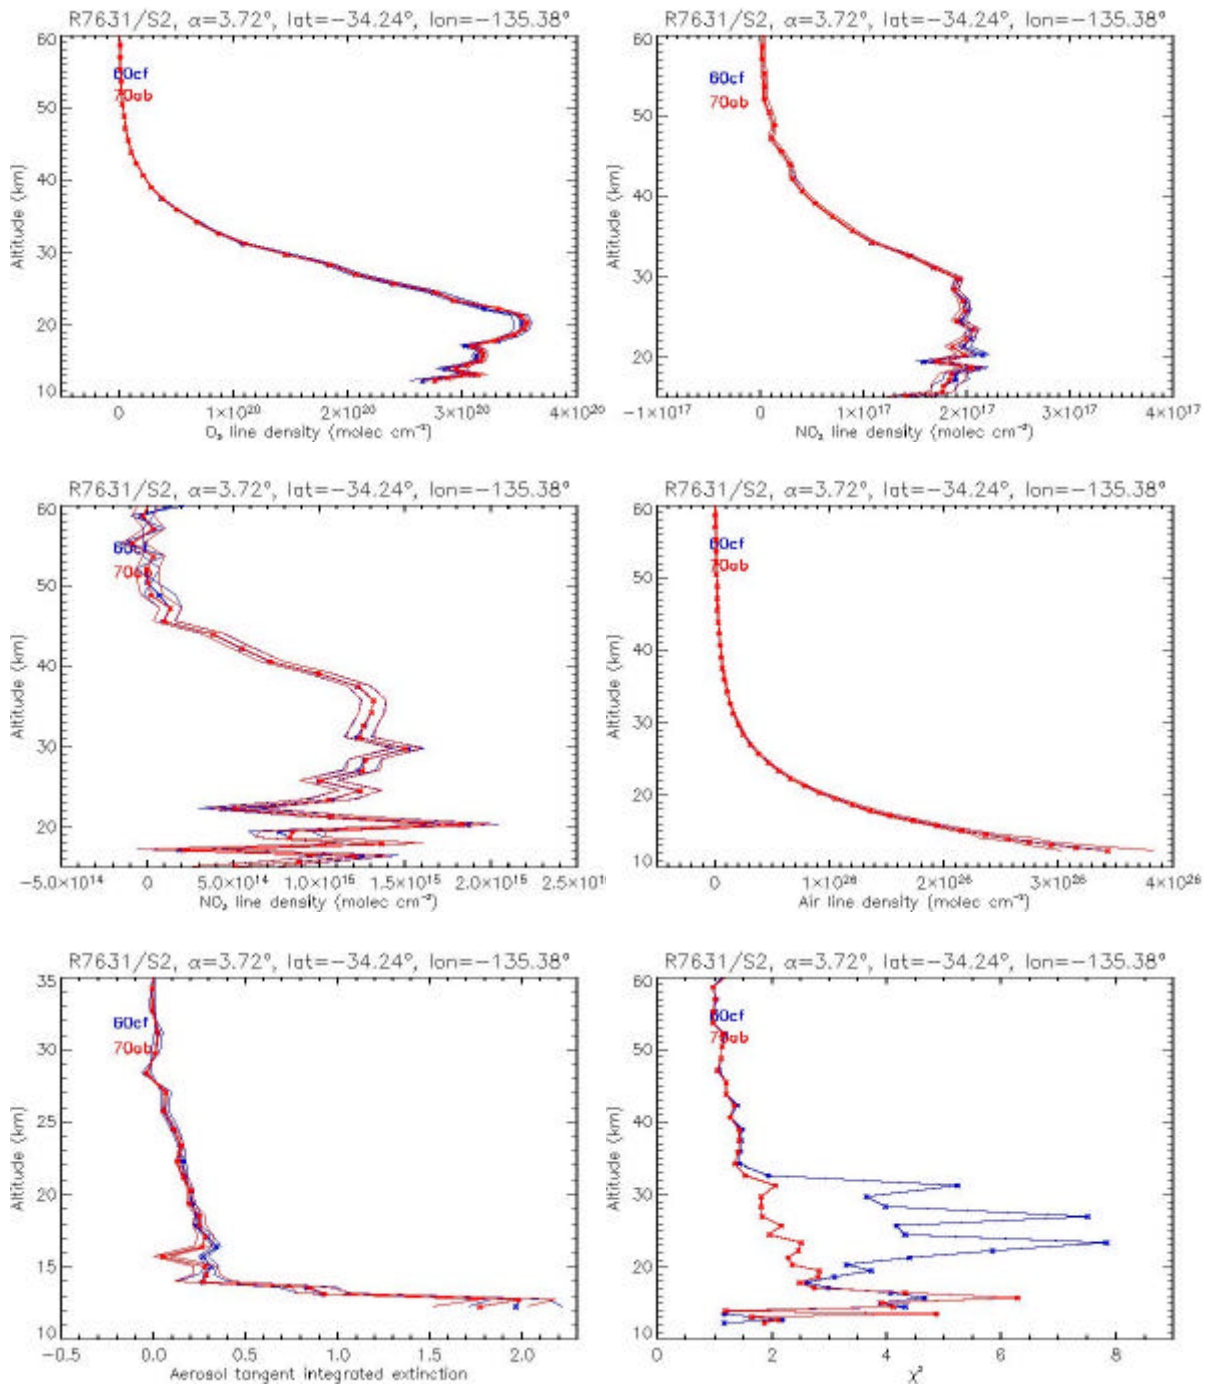 R7631/S2, α=3.72°, lat=−34.24°, lon=−135.38°
60
50
40
30
20
10
Altitude (km)
60cf
70ab
0 1×10²⁰ 2×10²⁰ 3×10²⁰ 4×10²⁰
O₃ line density (molec cm⁻²)
R7631/S2, α=3.72°, lat=−34.24°, lon=−135.38°
60
50
40
30
20
Altitude (km)
60cf
70ab
−1×10¹⁷ 0 1×10¹⁷ 2×10¹⁷ 3×10¹⁷ 4×10¹⁷
NO₂ line density (molec cm⁻²)
R7631/S2, α=3.72°, lat=−34.24°, lon=−135.38°
60
50
40
30
20
Altitude (km)
60cf
70ab
−5.0×10¹⁴ 0 5.0×10¹⁴ 1.0×10¹⁵ 1.5×10¹⁵ 2.0×10¹⁵ 2.5×10¹
NO₃ line density (molec cm⁻²)
R7631/S2, α=3.72°, lat=−34.24°, lon=−135.38°
60
50
40
30
20
10
Altitude (km)
60cf
70ab
0 1×10²⁶ 2×10²⁶ 3×10²⁶ 4×10²⁶
Air line density (molec cm⁻²)
R7631/S2, α=3.72°, lat=−34.24°, lon=−135.38°
35
30
25
20
15
10
Altitude (km)
60cf
70ab
−0.5 0.0 0.5 1.0 1.5 2.0
Aerosol tangent integrated extinction
R7631/S2, α=3.72°, lat=−34.24°, lon=−135.38°
60
50
40
30
20
10
Altitude (km)
60cf
70ab
0 2 4 6 8
χ²